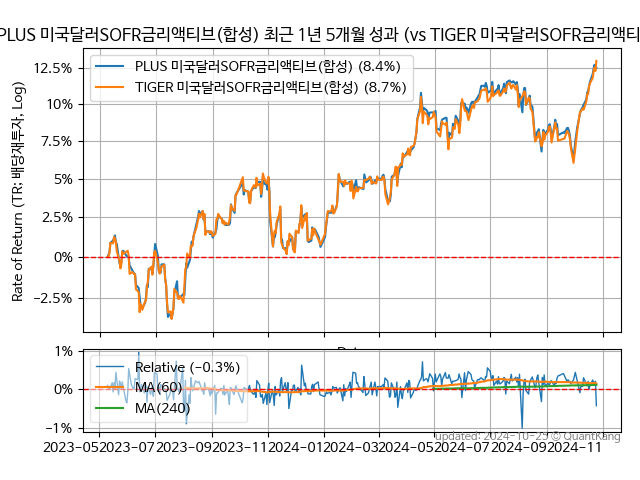 PLUS 미국달러SOFR금리액티브(합성) 최근 1년 5개월 성과 (vs TIGER 미국달러SOFR금리액티
Rate of Return (TR: 배당재투자, Log)
12.5%
10%
7.5%
5%
2.5%
0%
−2.5%
PLUS 미국달러SOFR금리액티브(합성) (8.4%)
TIGER 미국달러SOFR금리액티브(합성) (8.7%)
1%
0%
−1%
Relative (−0.3%)
MA(60)
MA(240)
2023-05 2023-07 2023-09 2023-11 2024-01 2024-03 2024-05 2024-07 2024-09 2024-11
updated: 2024-10-25 © QuantKang